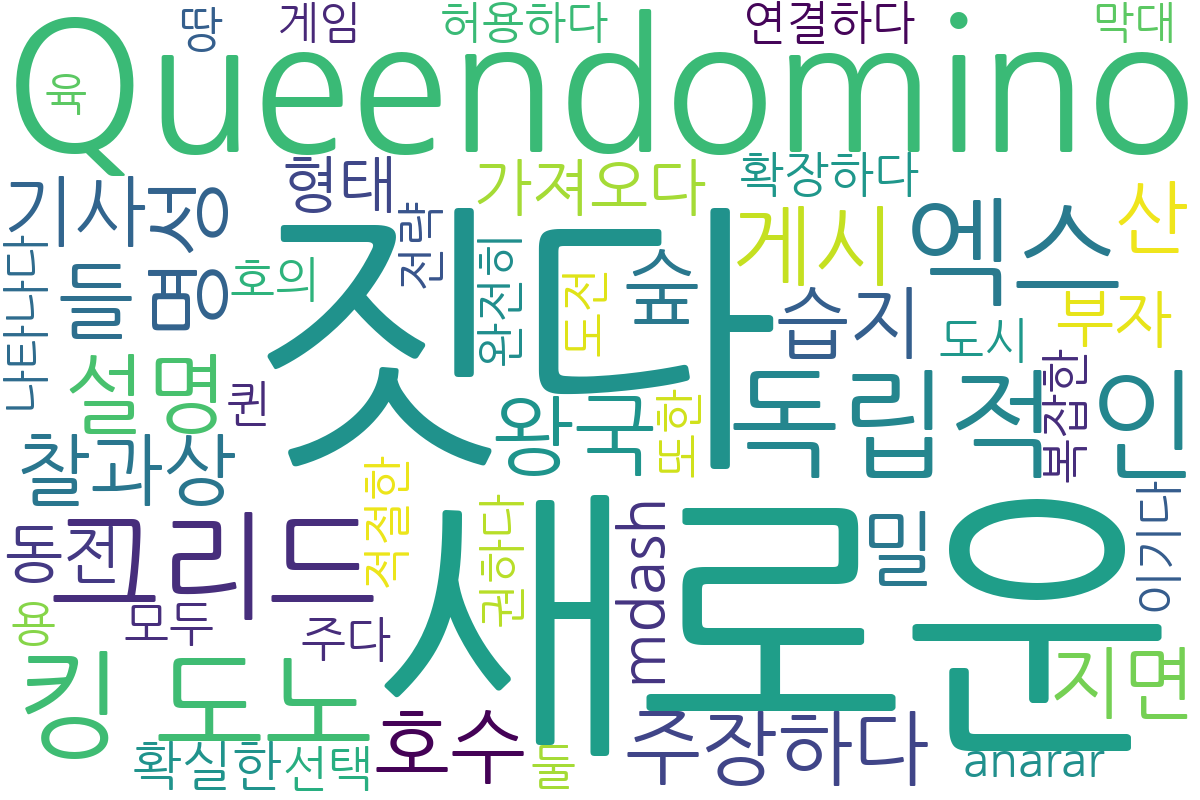 땅
게임
허용하다
연결하다
막대
Queendomino
육
기사
명성
형태
전략
가져오다
확장하다
게시
엑스
산
나타나다
들
호의
짓다
완전히
도전
숲
습지
도시
부자
설명
퀸
왕국
또한
독립적인
복잡한
찰과상
적절한
권하다
새로운
mdash
밀
이기다
동전
그리드
용
모두
주다
킹
도노
호수
주장하다
지면
확실한
선택
둘
anarar